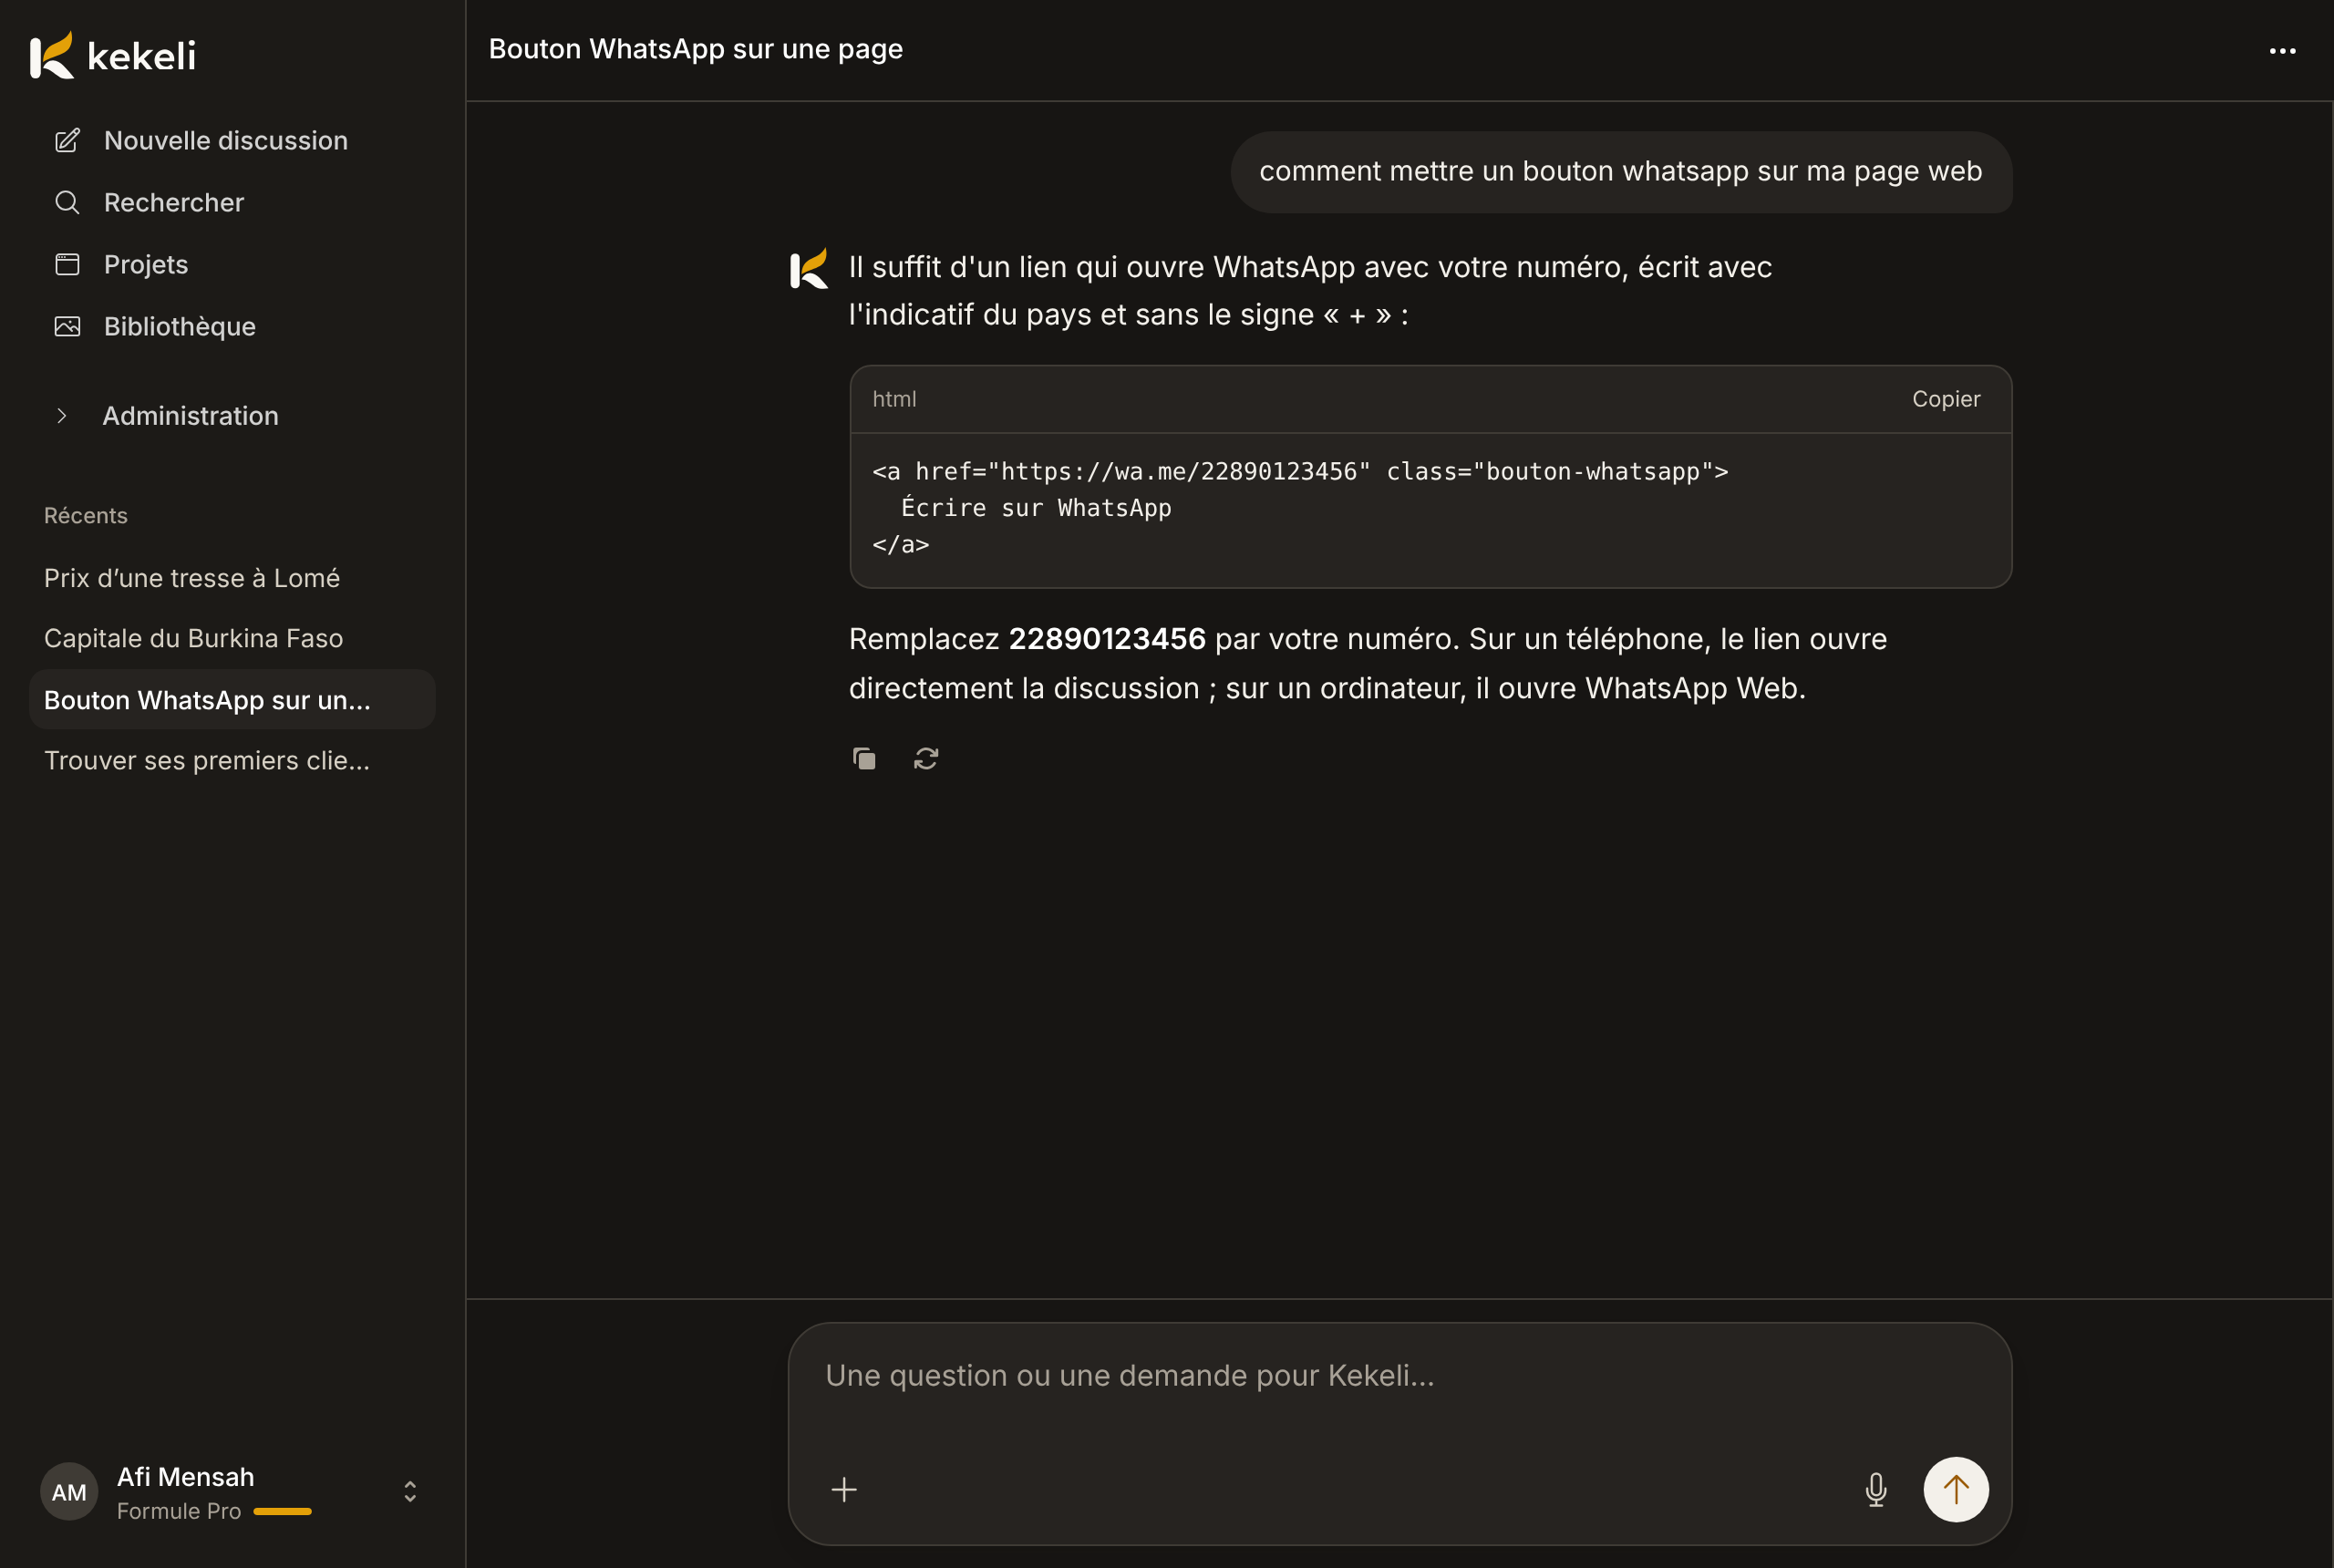 kekeli
Nouvelle discussion
Rechercher
Projets
Bibliothèque
Administration
Récents
Prix d’une tresse à Lomé
Capitale du Burkina Faso
Bouton WhatsApp sur un...
Trouver ses premiers clie...
AM
Afi Mensah
Formule Pro
Bouton WhatsApp sur une page
comment mettre un bouton whatsapp sur ma page web
Il suffit d'un lien qui ouvre WhatsApp avec votre numéro, écrit avec
l'indicatif du pays et sans le signe « + » :
html
Copier
<a href="https://wa.me/22890123456" class="bouton-whatsapp">
  Écrire sur WhatsApp
</a>
Remplacez 22890123456 par votre numéro. Sur un téléphone, le lien ouvre
directement la discussion ; sur un ordinateur, il ouvre WhatsApp Web.
Une question ou une demande pour Kekeli...